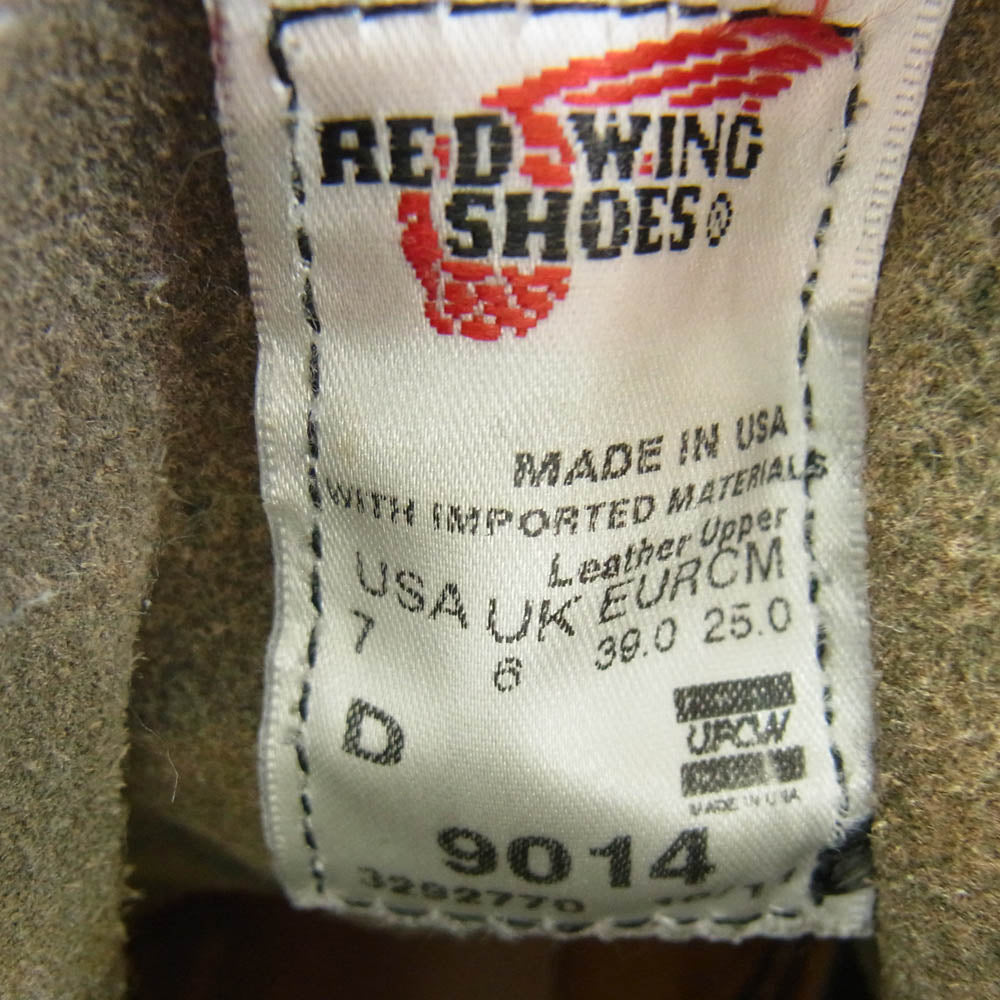 RED WING
SHOES®
MADE IN USA
WITH IMPORTED MATERIALS
Leather Upper
USA UK EUR CM
7 6 39.0 25.0
D
UFCW
MADE IN USA
9014
3292770